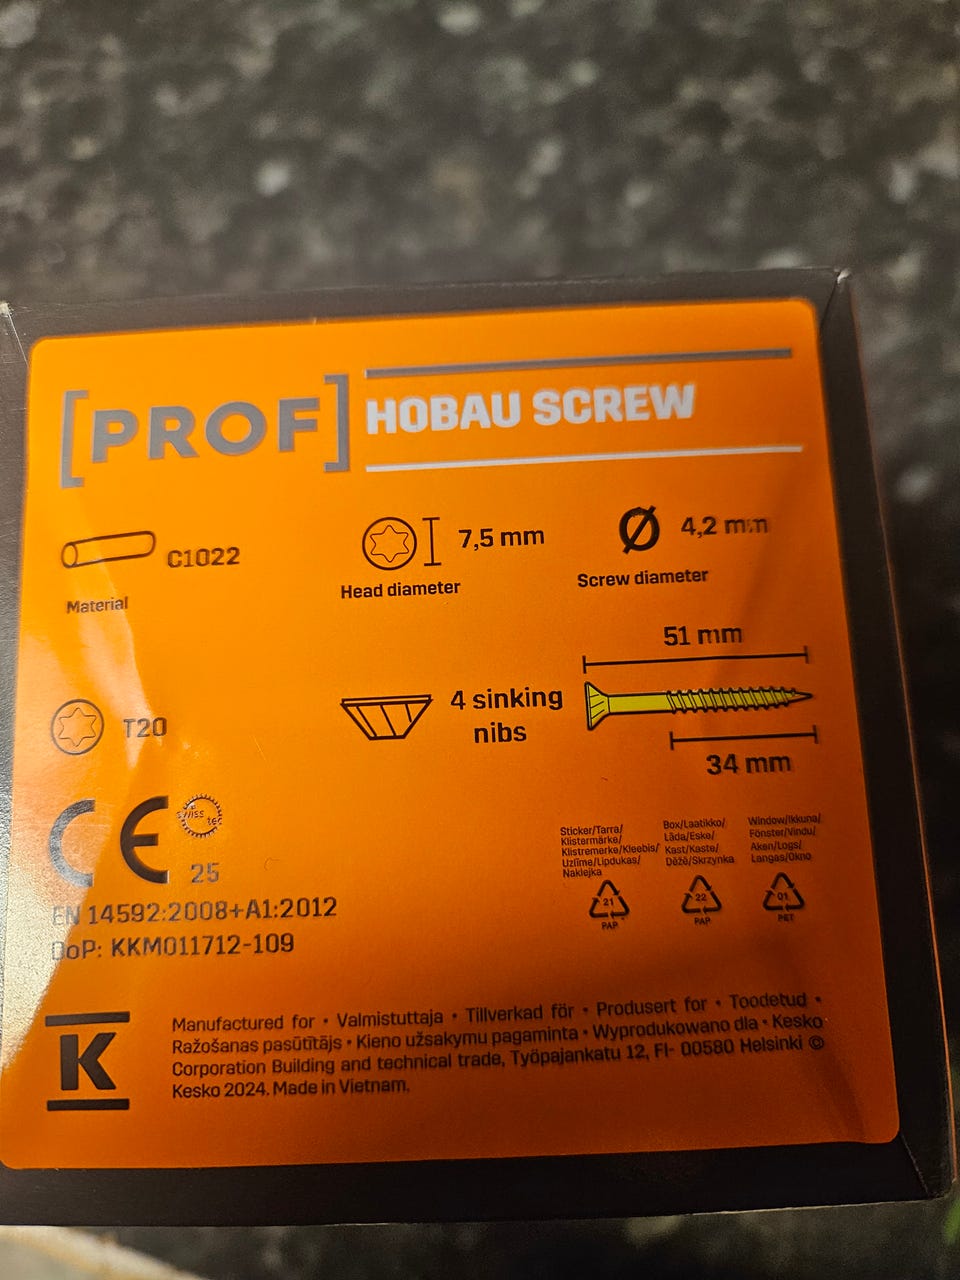 [PROF] HOBAU SCREW
C1022
Material
7,5 mm
Head diameter
4,2 mm
Screw diameter
T20
4 sinking
nibs
51 mm
34 mm
CE
swiss tec
25
EN 14592:2008+A1:2012
DoP: KKM011712-109
Sticker/Tarra/
Klistermärke/
Klistremerke/Kleebis/
Uzlīme/Lipdukas/
Naklejka
21
PAP
Box/Laatikko/
Låda/Eske/
Kast/Kaste/
Dėžė/Skrzynka
22
PAP
Window/Ikkuna/
Fönster/Vindu/
Aken/Logs/
Langas/Okno
01
PET
K
Manufactured for • Valmistuttaja • Tillverkad för • Produsert for • Toodetud •
Ražošanas pasūtītājs • Kieno užsakymu pagaminta • Wyprodukowano dla • Kesko
Corporation Building and technical trade, Työpajankatu 12, FI- 00580 Helsinki ©
Kesko 2024. Made in Vietnam.